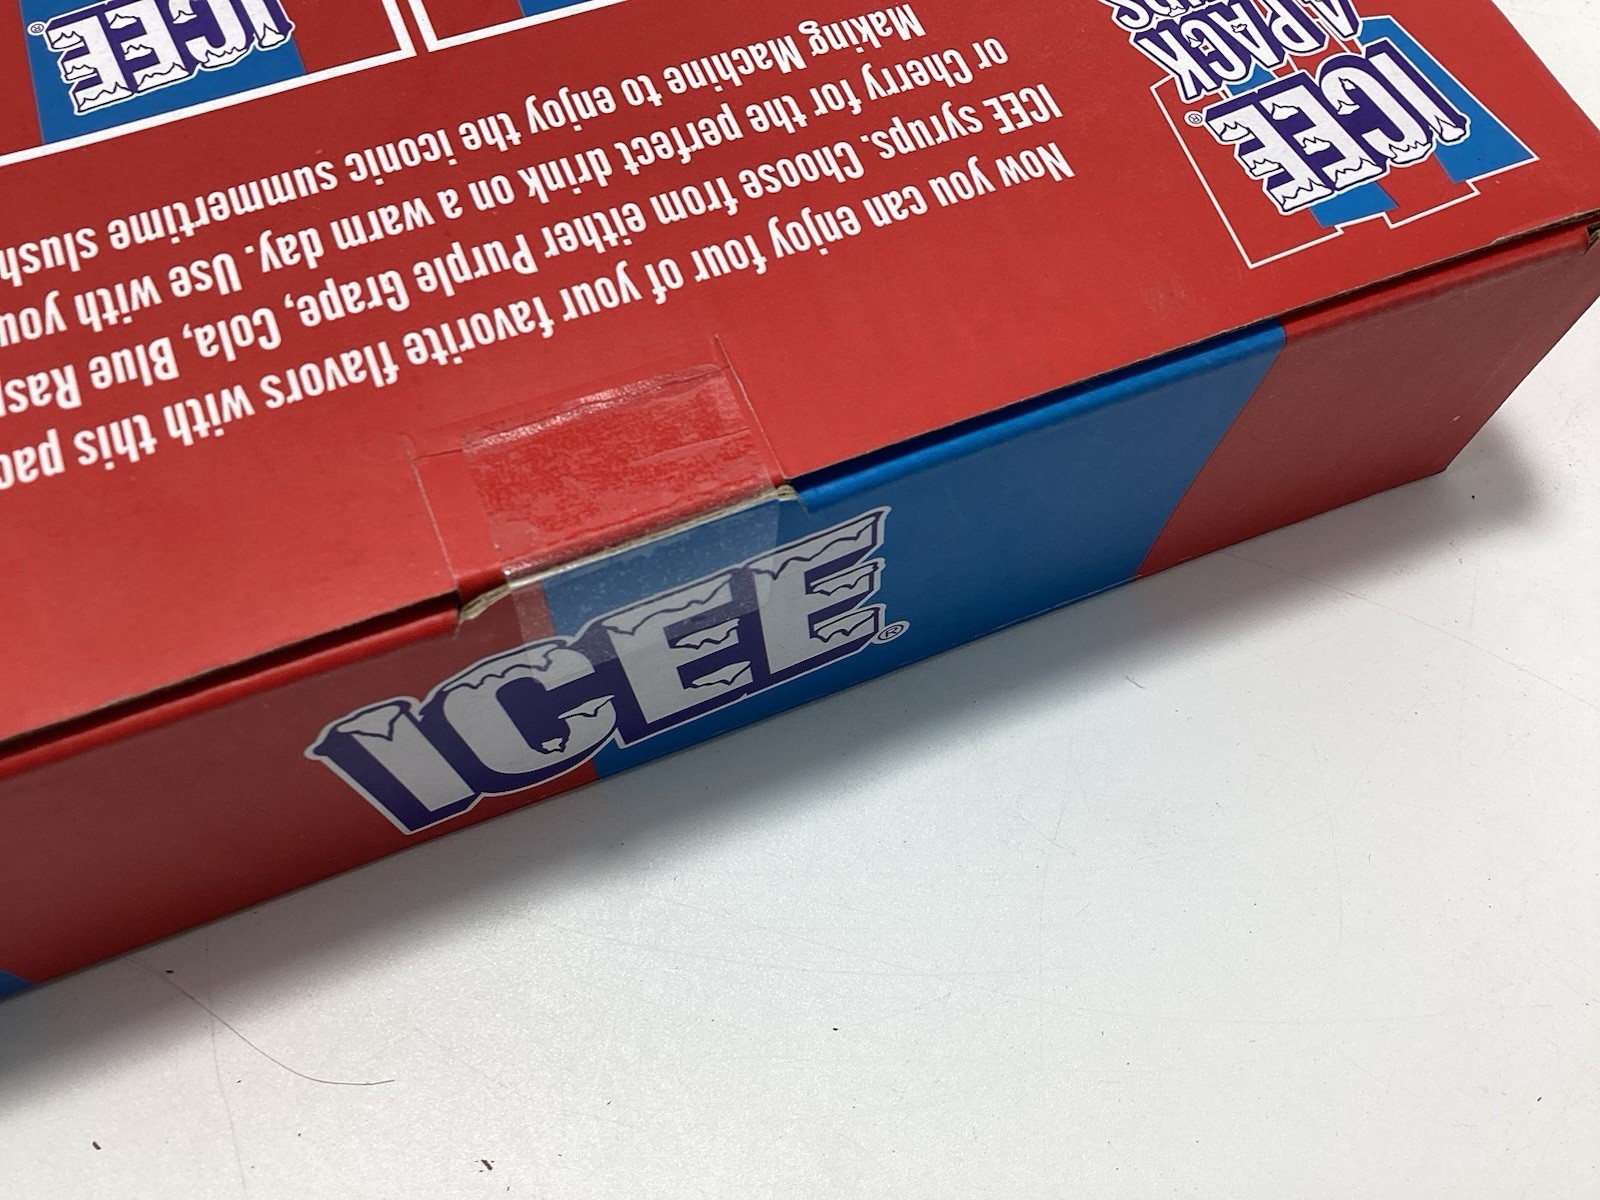 ICEE®
ICEE®
4 PACK
Now you can enjoy four of your favorite flavors with this pac
ICEE syrups. Choose from either Purple Grape, Cola, Blue Rasp
or Cherry for the perfect drink on a warm day. Use with you
Making Machine to enjoy the iconic summertime slush
ICEE®